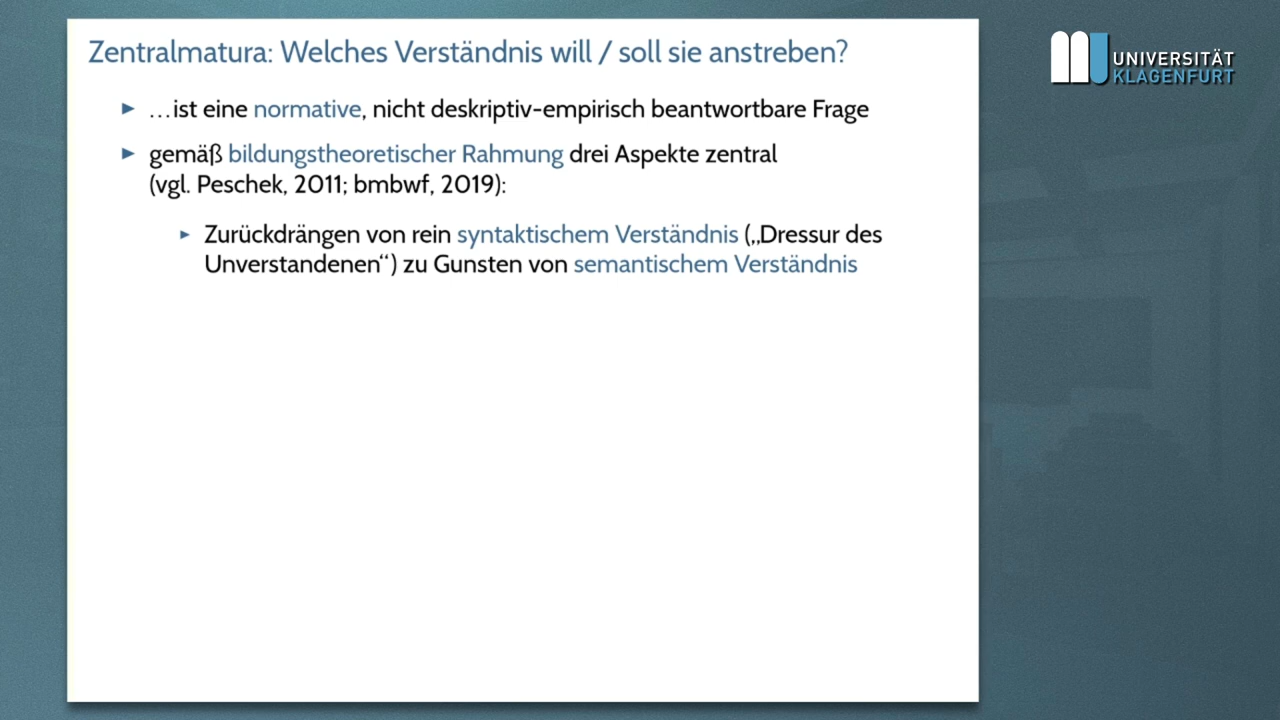 Zentralmatura: Welches Verständnis will / soll sie anstreben?
UNIVERSITÄT
KLAGENFURT
► …ist eine normative, nicht deskriptiv-empirisch beantwortbare Frage
► gemäß bildungstheoretischer Rahmung drei Aspekte zentral
(vgl. Peschek, 2011; bmbwf, 2019):
► Zurückdrängen von rein syntaktischem Verständnis („Dressur des
Unverstandenen“) zu Gunsten von semantischem Verständnis